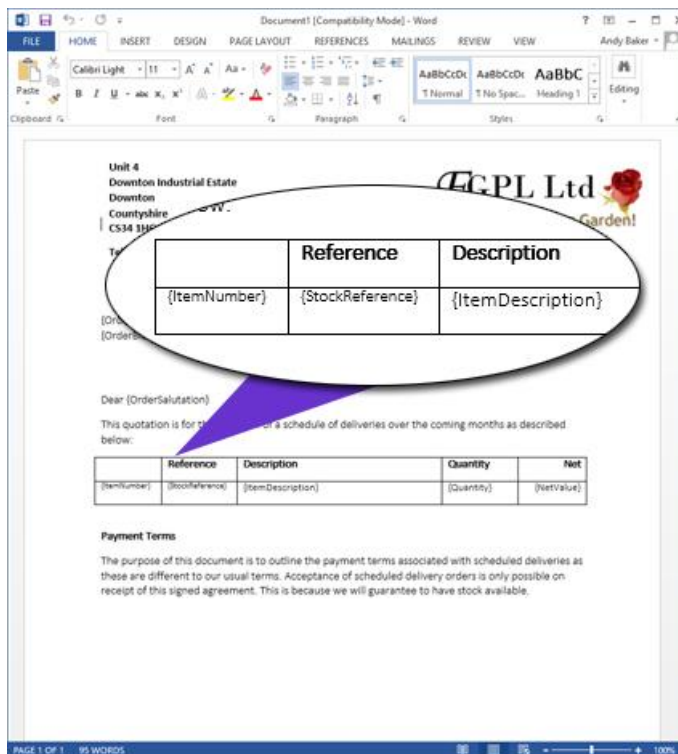 Document1 [Compatibility Mode] - Word
FILE HOME INSERT DESIGN PAGE LAYOUT REFERENCES MAILINGS REVIEW VIEW Andy Baker
Calibri Light 11
Paste
AaBbCcDc AaBbCcDc AaBbC
¶ Normal ¶ No Spac... Heading 1
Editing
Clipboard Font Paragraph Styles
Unit 4
Downton Industrial Estate
Downton
Countyshire
CS34
GPL Ltd
Garden!
Reference Description
{ItemNumber} {StockReference} {ItemDescription}
Dear {OrderSalutation}
This quotation is for of a schedule of deliveries over the coming months as described
below:
Reference Description Quantity Net
{ItemNumber} {StockReference} {ItemDescription} {Quantity} {NetValue}
Payment Terms
The purpose of this document is to outline the payment terms associated with scheduled deliveries as
these are different to our usual terms. Acceptance of scheduled delivery orders is only possible on
receipt of this signed agreement. This is because we will guarantee to have stock available.
PAGE 1 OF 1 95 WORDS 100%